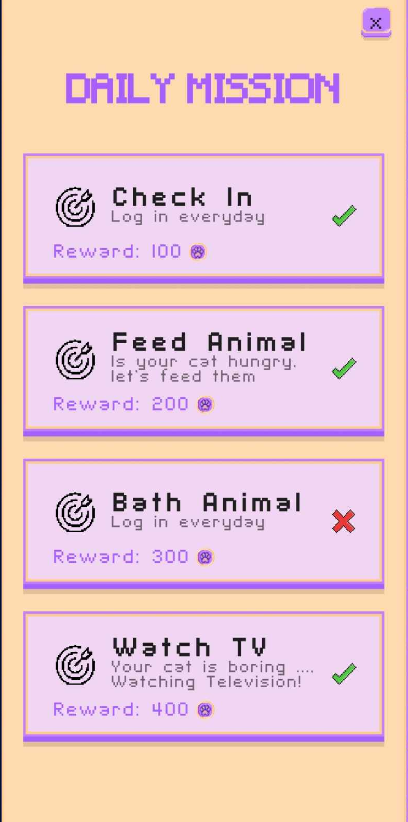 x
DAILY MISSION
Check In
Log in everyday
Reward: 100
Feed Animal
Is your cat hungry.
let's feed them
Reward: 200
Bath Animal
Log in everyday
Reward: 300
Watch TV
Your cat is boring ....
Watching Television!
Reward: 400